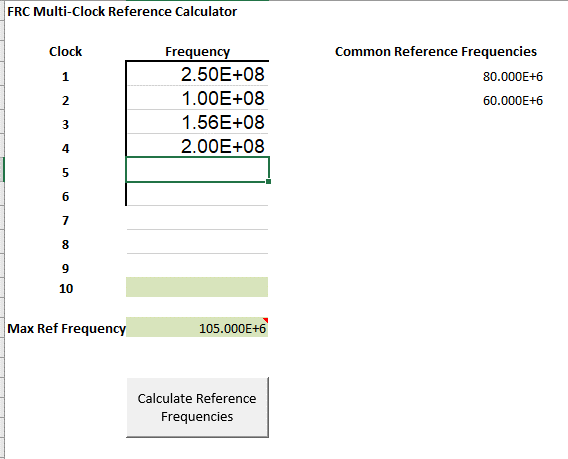 FRC Multi-Clock Reference Calculator
Clock Frequency Common Reference Frequencies
1 2.50E+08 80.000E+6
2 1.00E+08 60.000E+6
3 1.56E+08
4 2.00E+08
5
6
7
8
9
10
Max Ref Frequency 105.000E+6
Calculate Reference
Frequencies